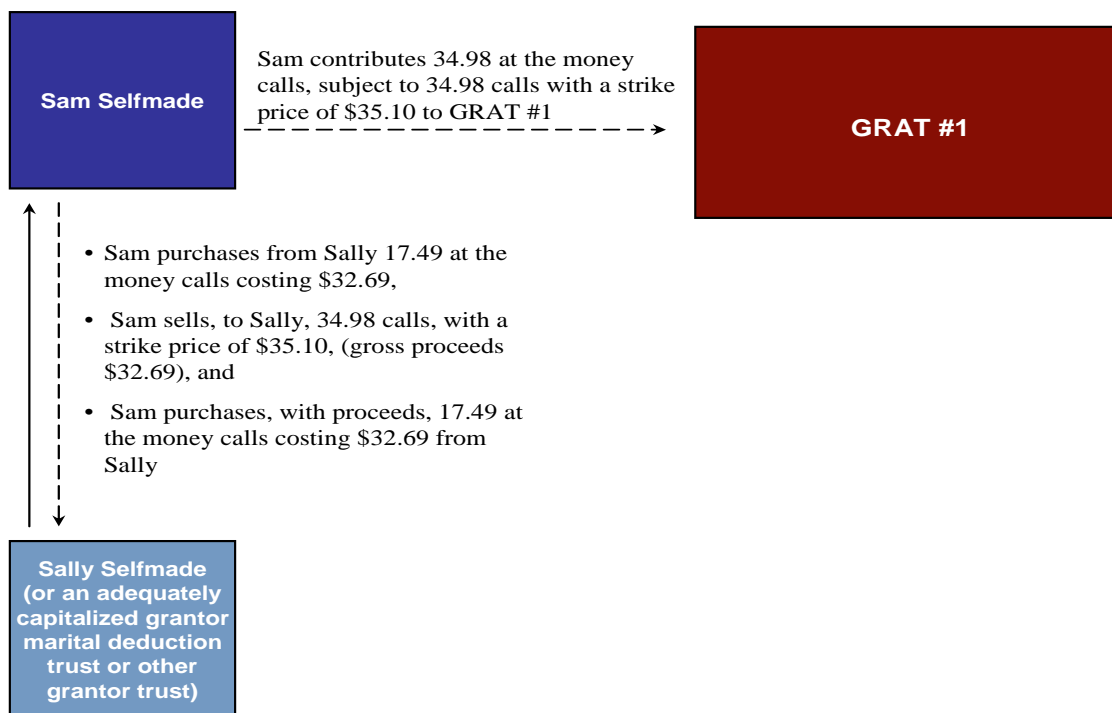 Sam Selfmade
Sam contributes 34.98 at the money
calls, subject to 34.98 calls with a strike
price of $35.10 to GRAT #1
GRAT #1
• Sam purchases from Sally 17.49 at the
money calls costing $32.69,
• Sam sells, to Sally, 34.98 calls, with a
strike price of $35.10, (gross proceeds
$32.69), and
• Sam purchases, with proceeds, 17.49 at
the money calls costing $32.69 from
Sally
Sally Selfmade
(or an adequately
capitalized grantor
marital deduction
trust or other
grantor trust)